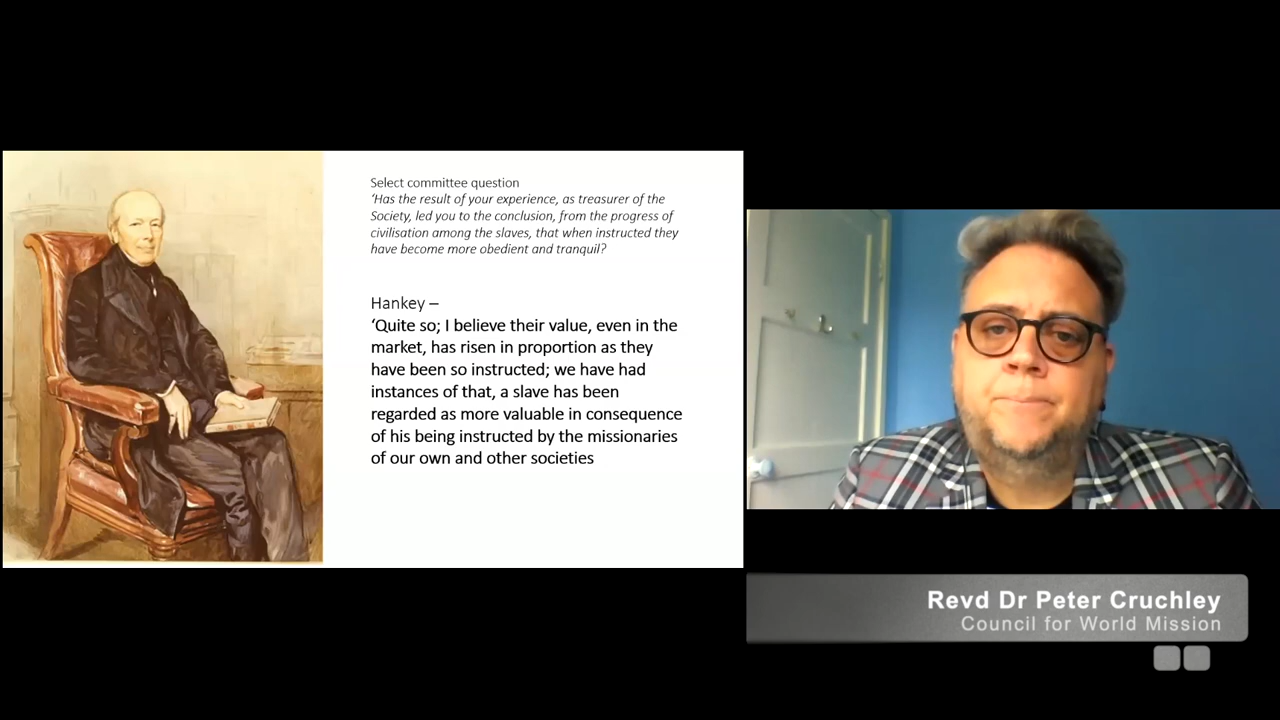 Select committee question
‘Has the result of your experience, as treasurer of the
Society, led you to the conclusion, from the progress of
civilisation among the slaves, that when instructed they
have become more obedient and tranquil?
Hankey –
‘Quite so; I believe their value, even in the
market, has risen in proportion as they
have been so instructed; we have had
instances of that, a slave has been
regarded as more valuable in consequence
of his being instructed by the missionaries
of our own and other societies
Revd Dr Peter Cruchley
Council for World Mission